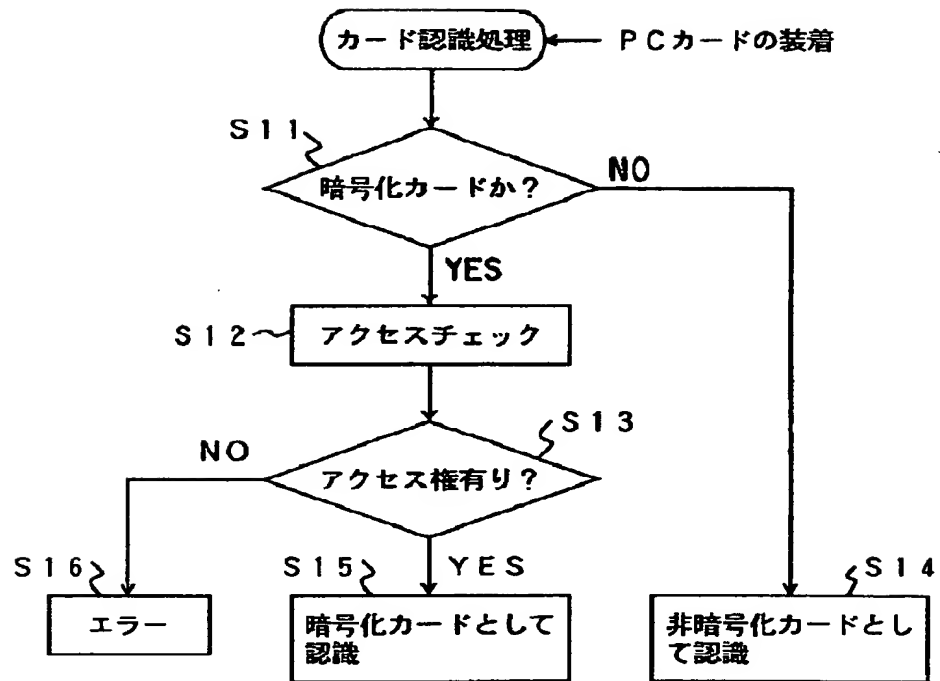 カード認識処理
PCカードの装着
S11
暗号化カードか？
NO
YES
S12
アクセスチェック
S13
NO
アクセス権有り？
S16
S15
YES
S14
エラー
暗号化カードとして
認識
非暗号化カードとし
て認識